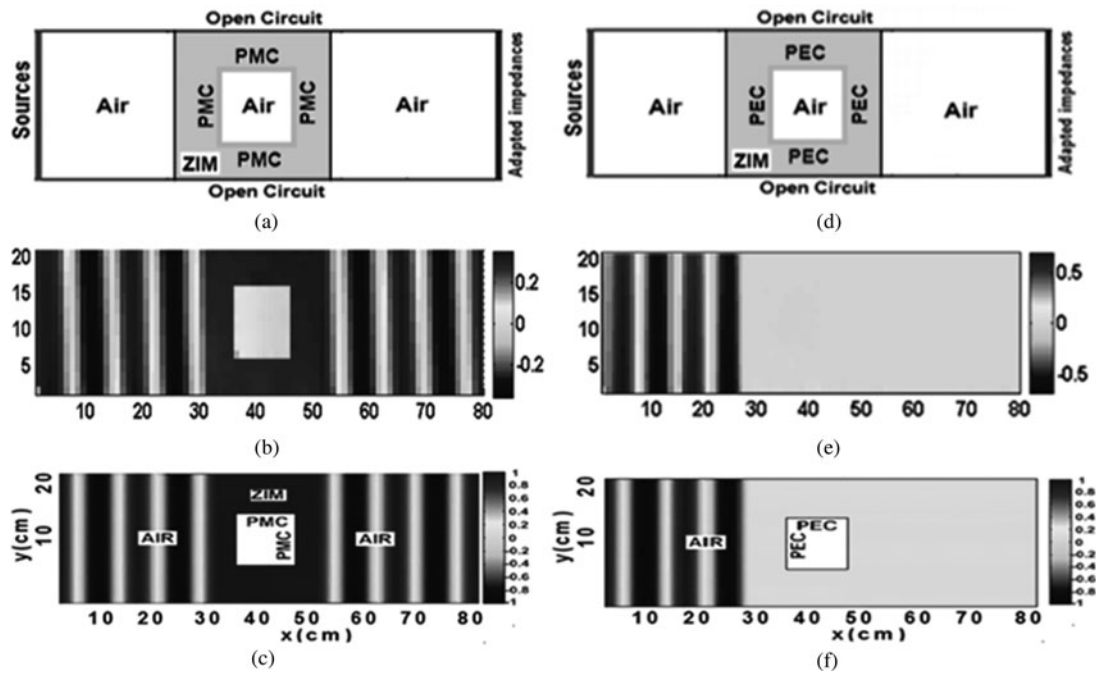 Open Circuit
Sources
Air
PMC
PMC
Air
PMC
PMC
ZIM
Air
Adapted impedances
Open Circuit
(a)
Open Circuit
Sources
Air
PEC
PEC
Air
PEC
PEC
ZIM
Air
Adapted impedances
Open Circuit
(d)
20
15
10
5
10 20 30 40 50 60 70 80
0.2
0
-0.2
(b)
20
15
10
5
10 20 30 40 50 60 70 80
0.5
0
-0.5
(e)
y(cm)
20
10
AIR
ZIM
PMC
PMC
AIR
10 20 30 40 50 60 70 80
x(cm)
1
0.8
0.6
0.4
0.2
0
-0.2
-0.4
-0.6
-0.8
1
(c)
y(cm)
20
10
AIR
PEC
PEC
10 20 30 40 50 60 70 80
x(cm)
1
0.8
0.6
0.4
0.2
0
-0.2
-0.4
-0.6
-0.8
1
(f)